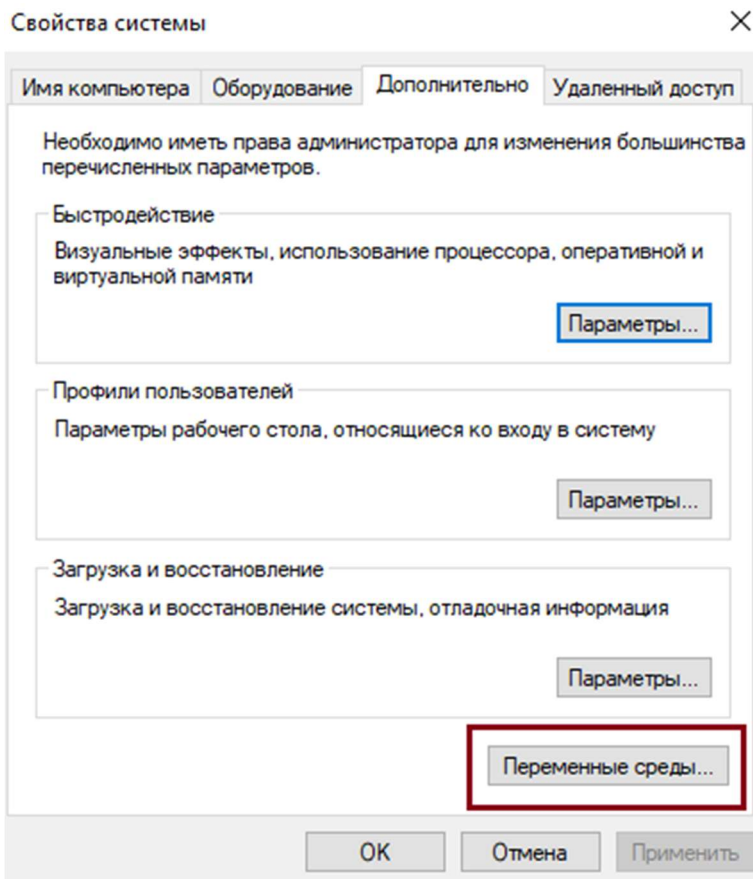 Свойства системы
Имя компьютера Оборудование Дополнительно Удаленный доступ
Необходимо иметь права администратора для изменения большинства
перечисленных параметров.
Быстродействие
Визуальные эффекты, использование процессора, оперативной и
виртуальной памяти
Параметры...
Профили пользователей
Параметры рабочего стола, относящиеся ко входу в систему
Параметры...
Загрузка и восстановление
Загрузка и восстановление системы, отладочная информация
Параметры...
Переменные среды...
OK Отмена Применить